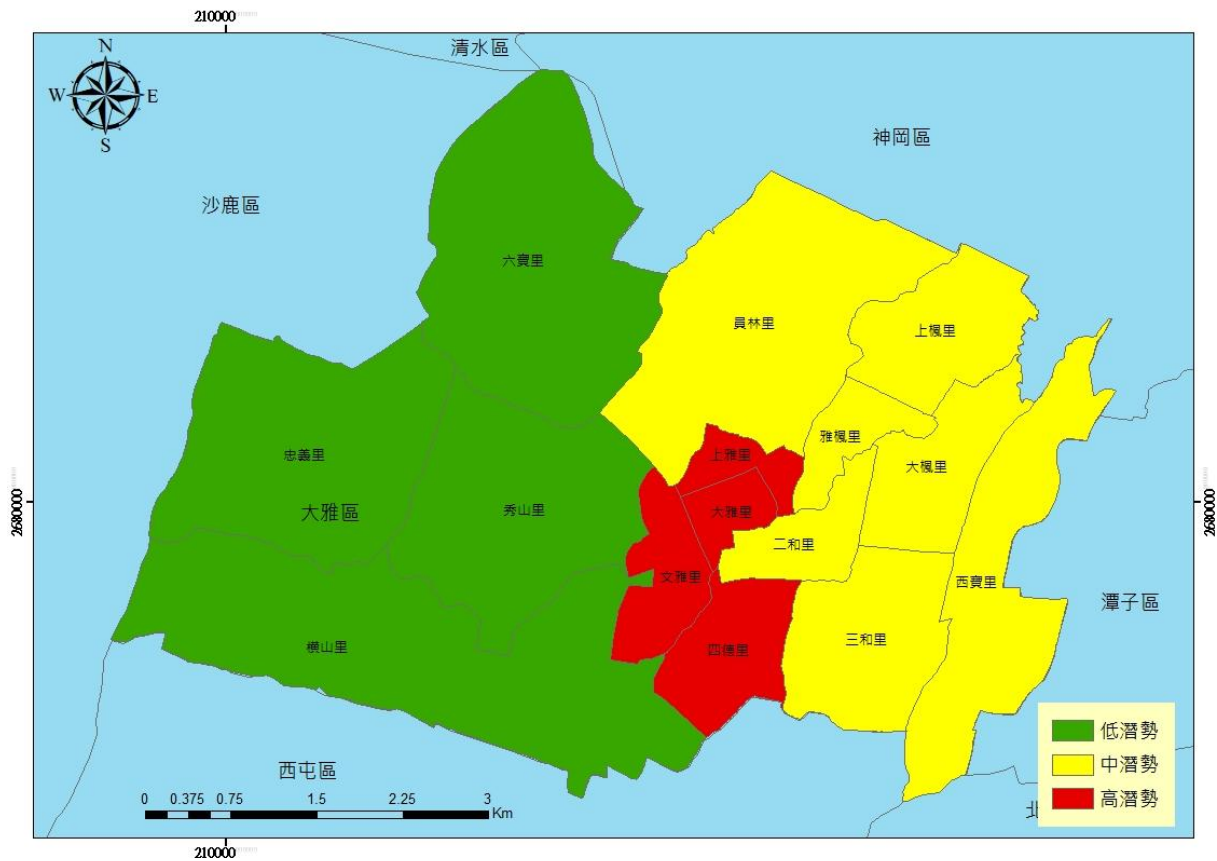 210000
清水區
N
W E
S
神岡區
沙鹿區
六寶里
員林里
上楓里
雅楓里
大楓里
上雅里
忠義里
大雅區
秀山里
大雅里
2680000
2680000
二和里
文雅里
西寶里
潭子區
橫山里
四德里
三和里
西屯區
北
低潛勢
中潛勢
高潛勢
0 0.375 0.75 1.5 2.25 3
Km
210000